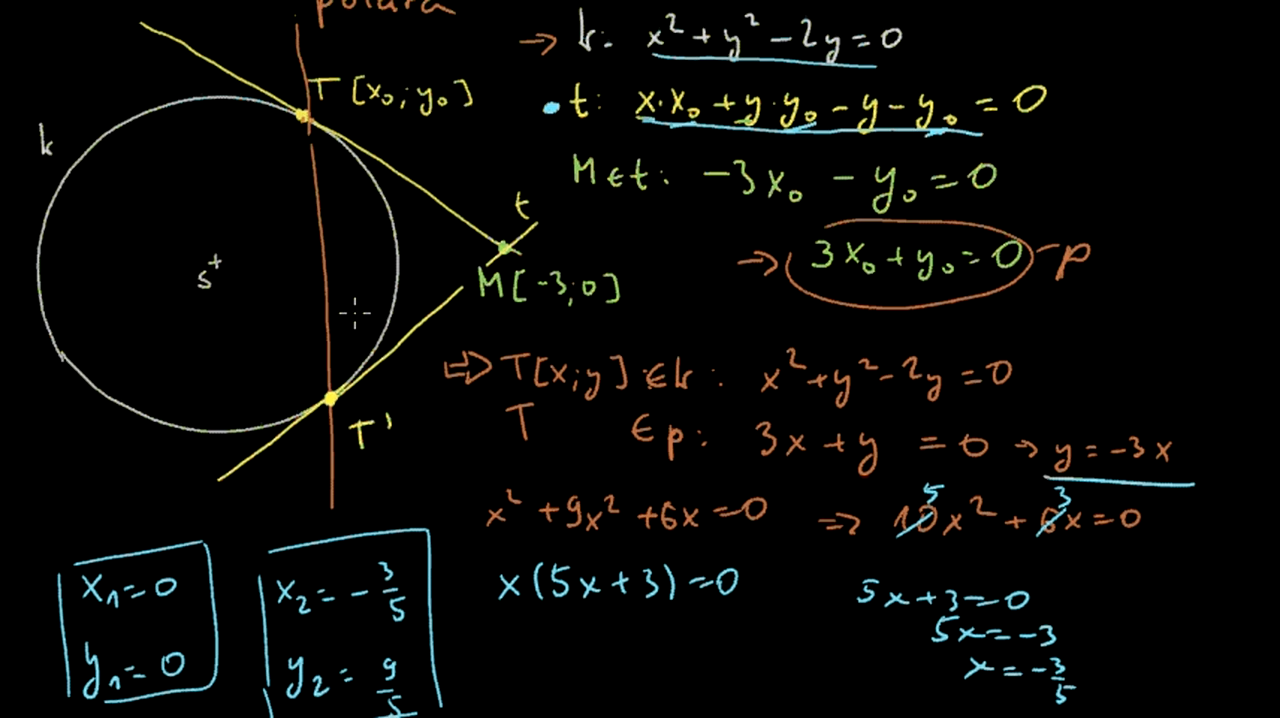 polára
→ k: x² + y² - 2y = 0
T [x₀; y₀]
• t: x·x₀ + y·y₀ - y - y₀ = 0
k
M ∈ t: -3x₀ - y₀ = 0
t
s
M[-3; 0]
→ 3x₀ + y₀ = 0 - p
⇒ T[x; y] ∈ k: x² + y² - 2y = 0
T'
T ∈ p: 3x + y = 0 → y = -3x
x² + 9x² + 6x = 0 ⇒ 10x² + 6x = 0
5 3
x(5x + 3) = 0
5x + 3 = 0
5x = -3
x = -3/5
x₁ = 0
y₁ = 0
x₂ = -3/5
y₂ = 9/5